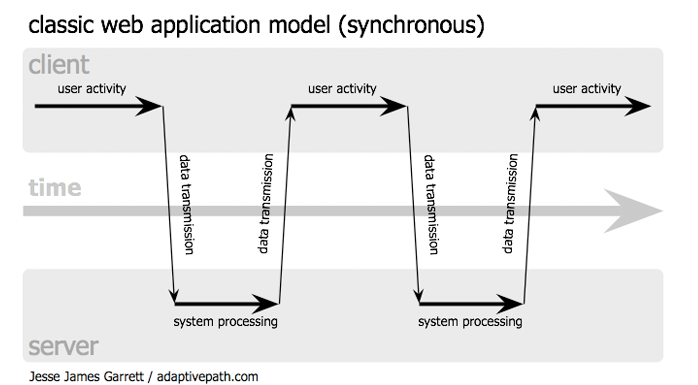 classic web application model (synchronous)
client
user activity
user activity
user activity
data transmission
data transmission
data transmission
data transmission
time
system processing
system processing
server
Jesse James Garrett / adaptivepath.com